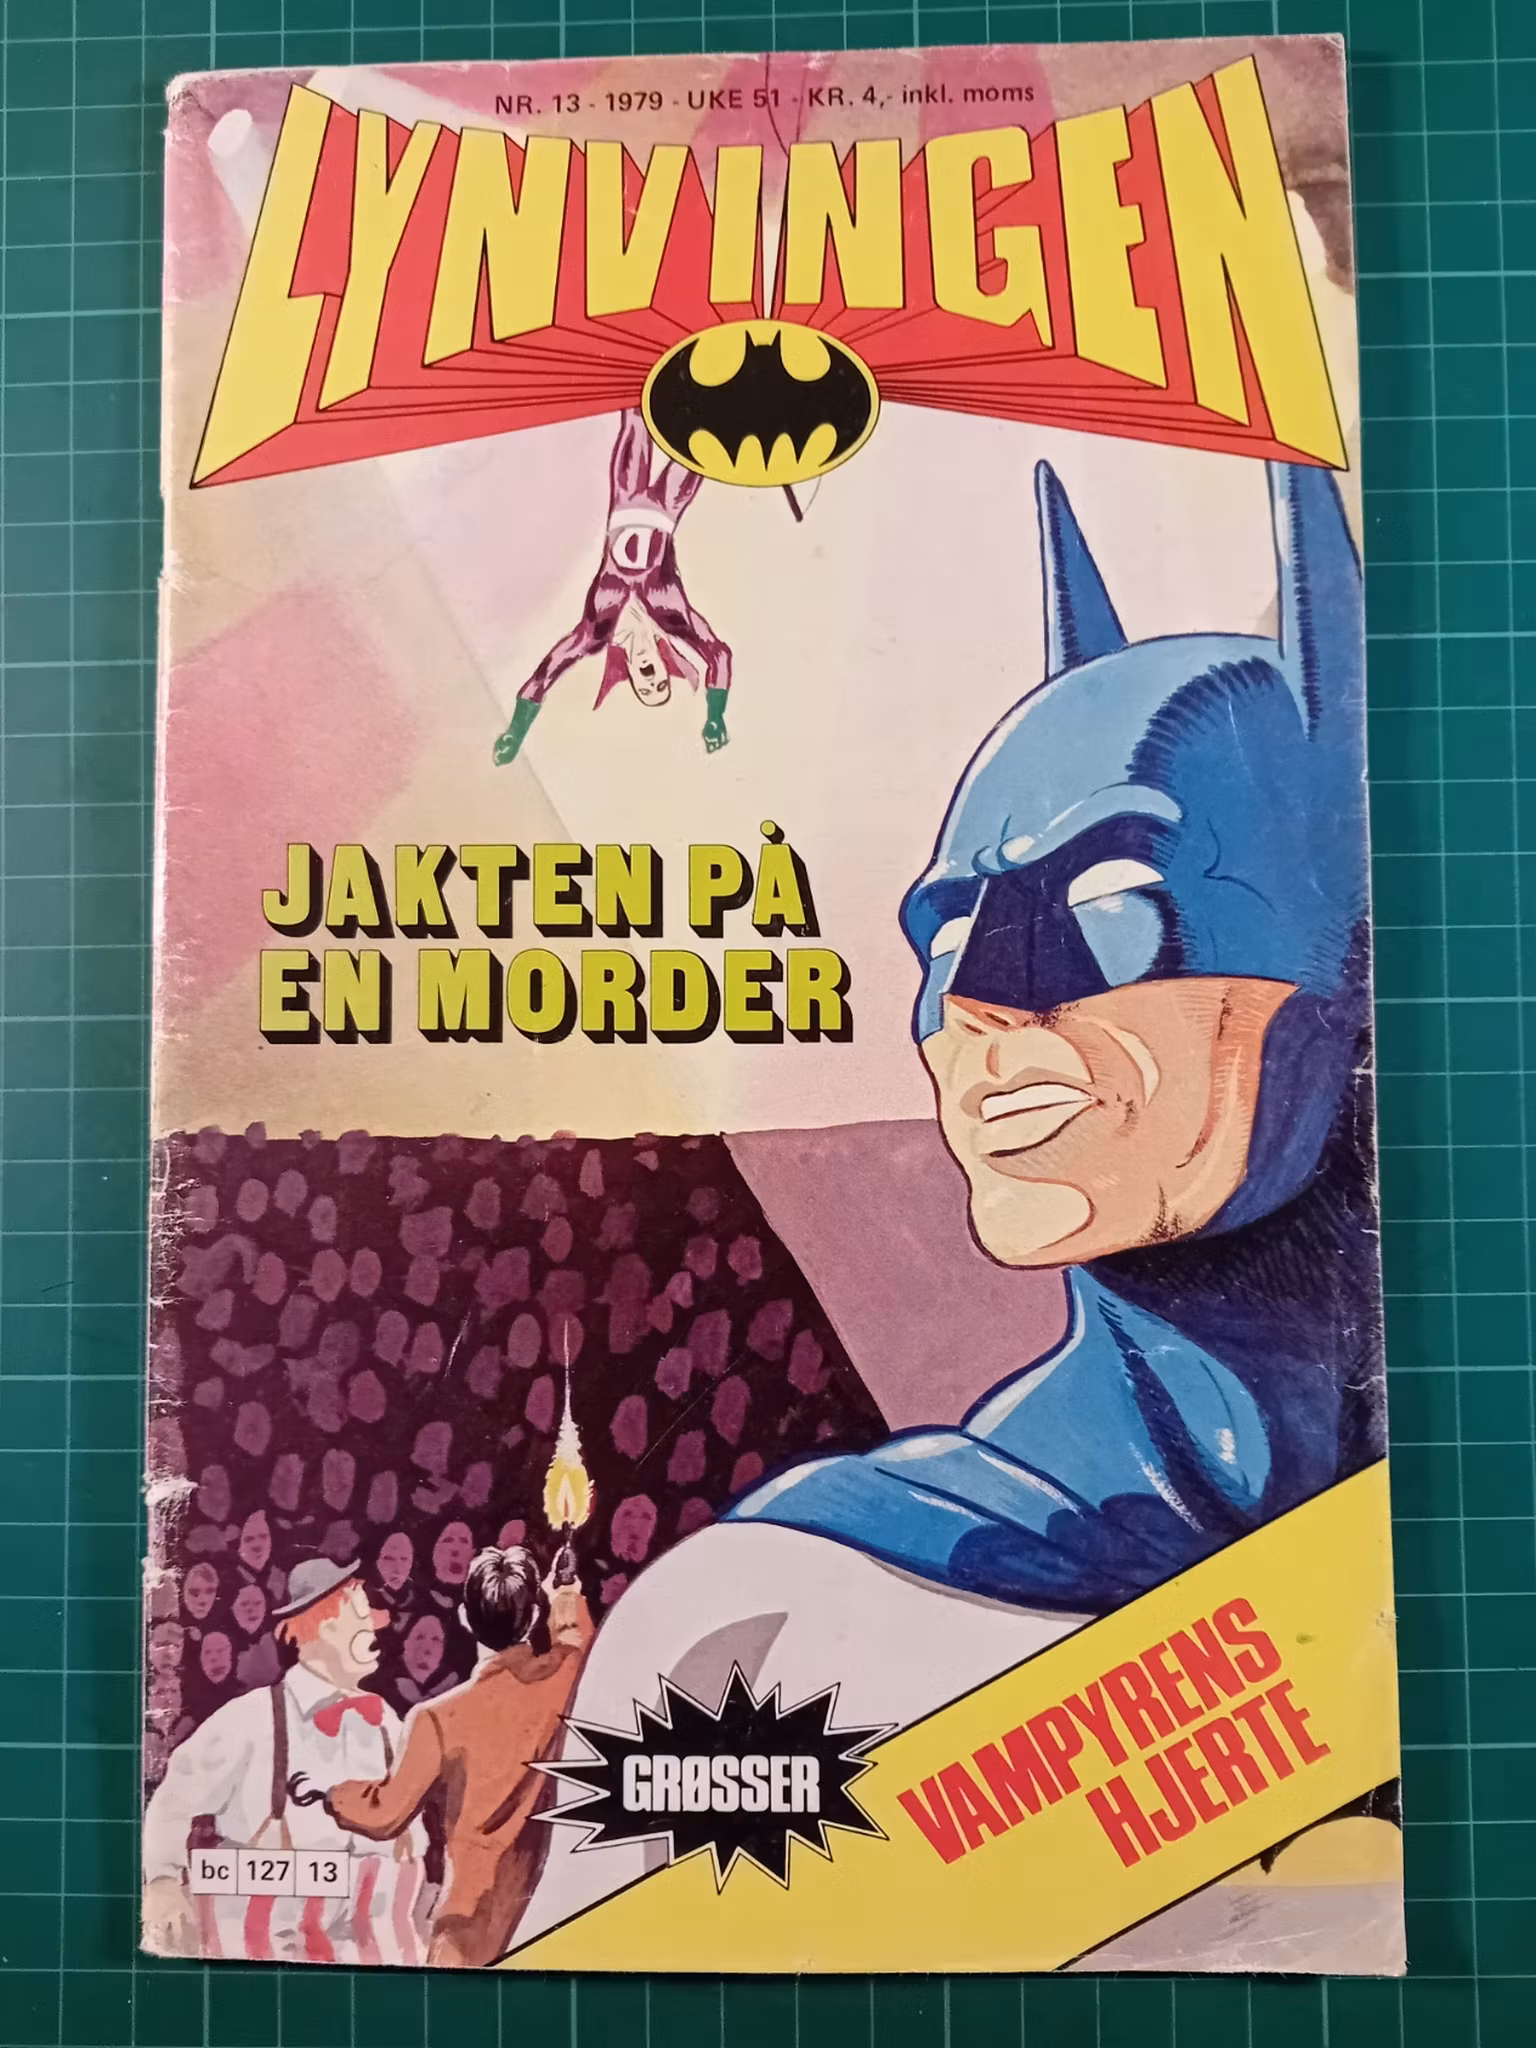 NR. 13 - 1979 - UKE 51 - KR. 4,- inkl. moms
LYNVINGEN
D
JAKTEN PÅ
EN MORDER
GRØSSER
VAMPYRENS
HJERTE
bc 127 13